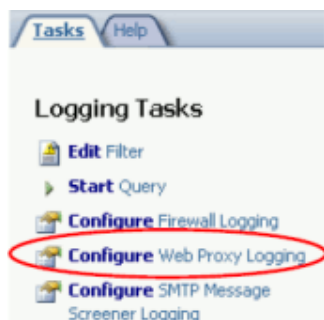 Tasks Help
Logging Tasks
Edit Filter
Start Query
Configure Firewall Logging
Configure Web Proxy Logging
Configure SMTP Message
Screener Logging